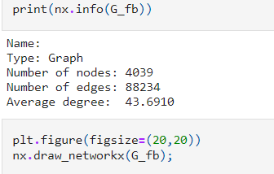 print(nx.info(G_fb))
Name:
Type: Graph
Number of nodes: 4039
Number of edges: 88234
Average degree:  43.6910
plt.figure(figsize=(20,20))
nx.draw_networkx(G_fb);